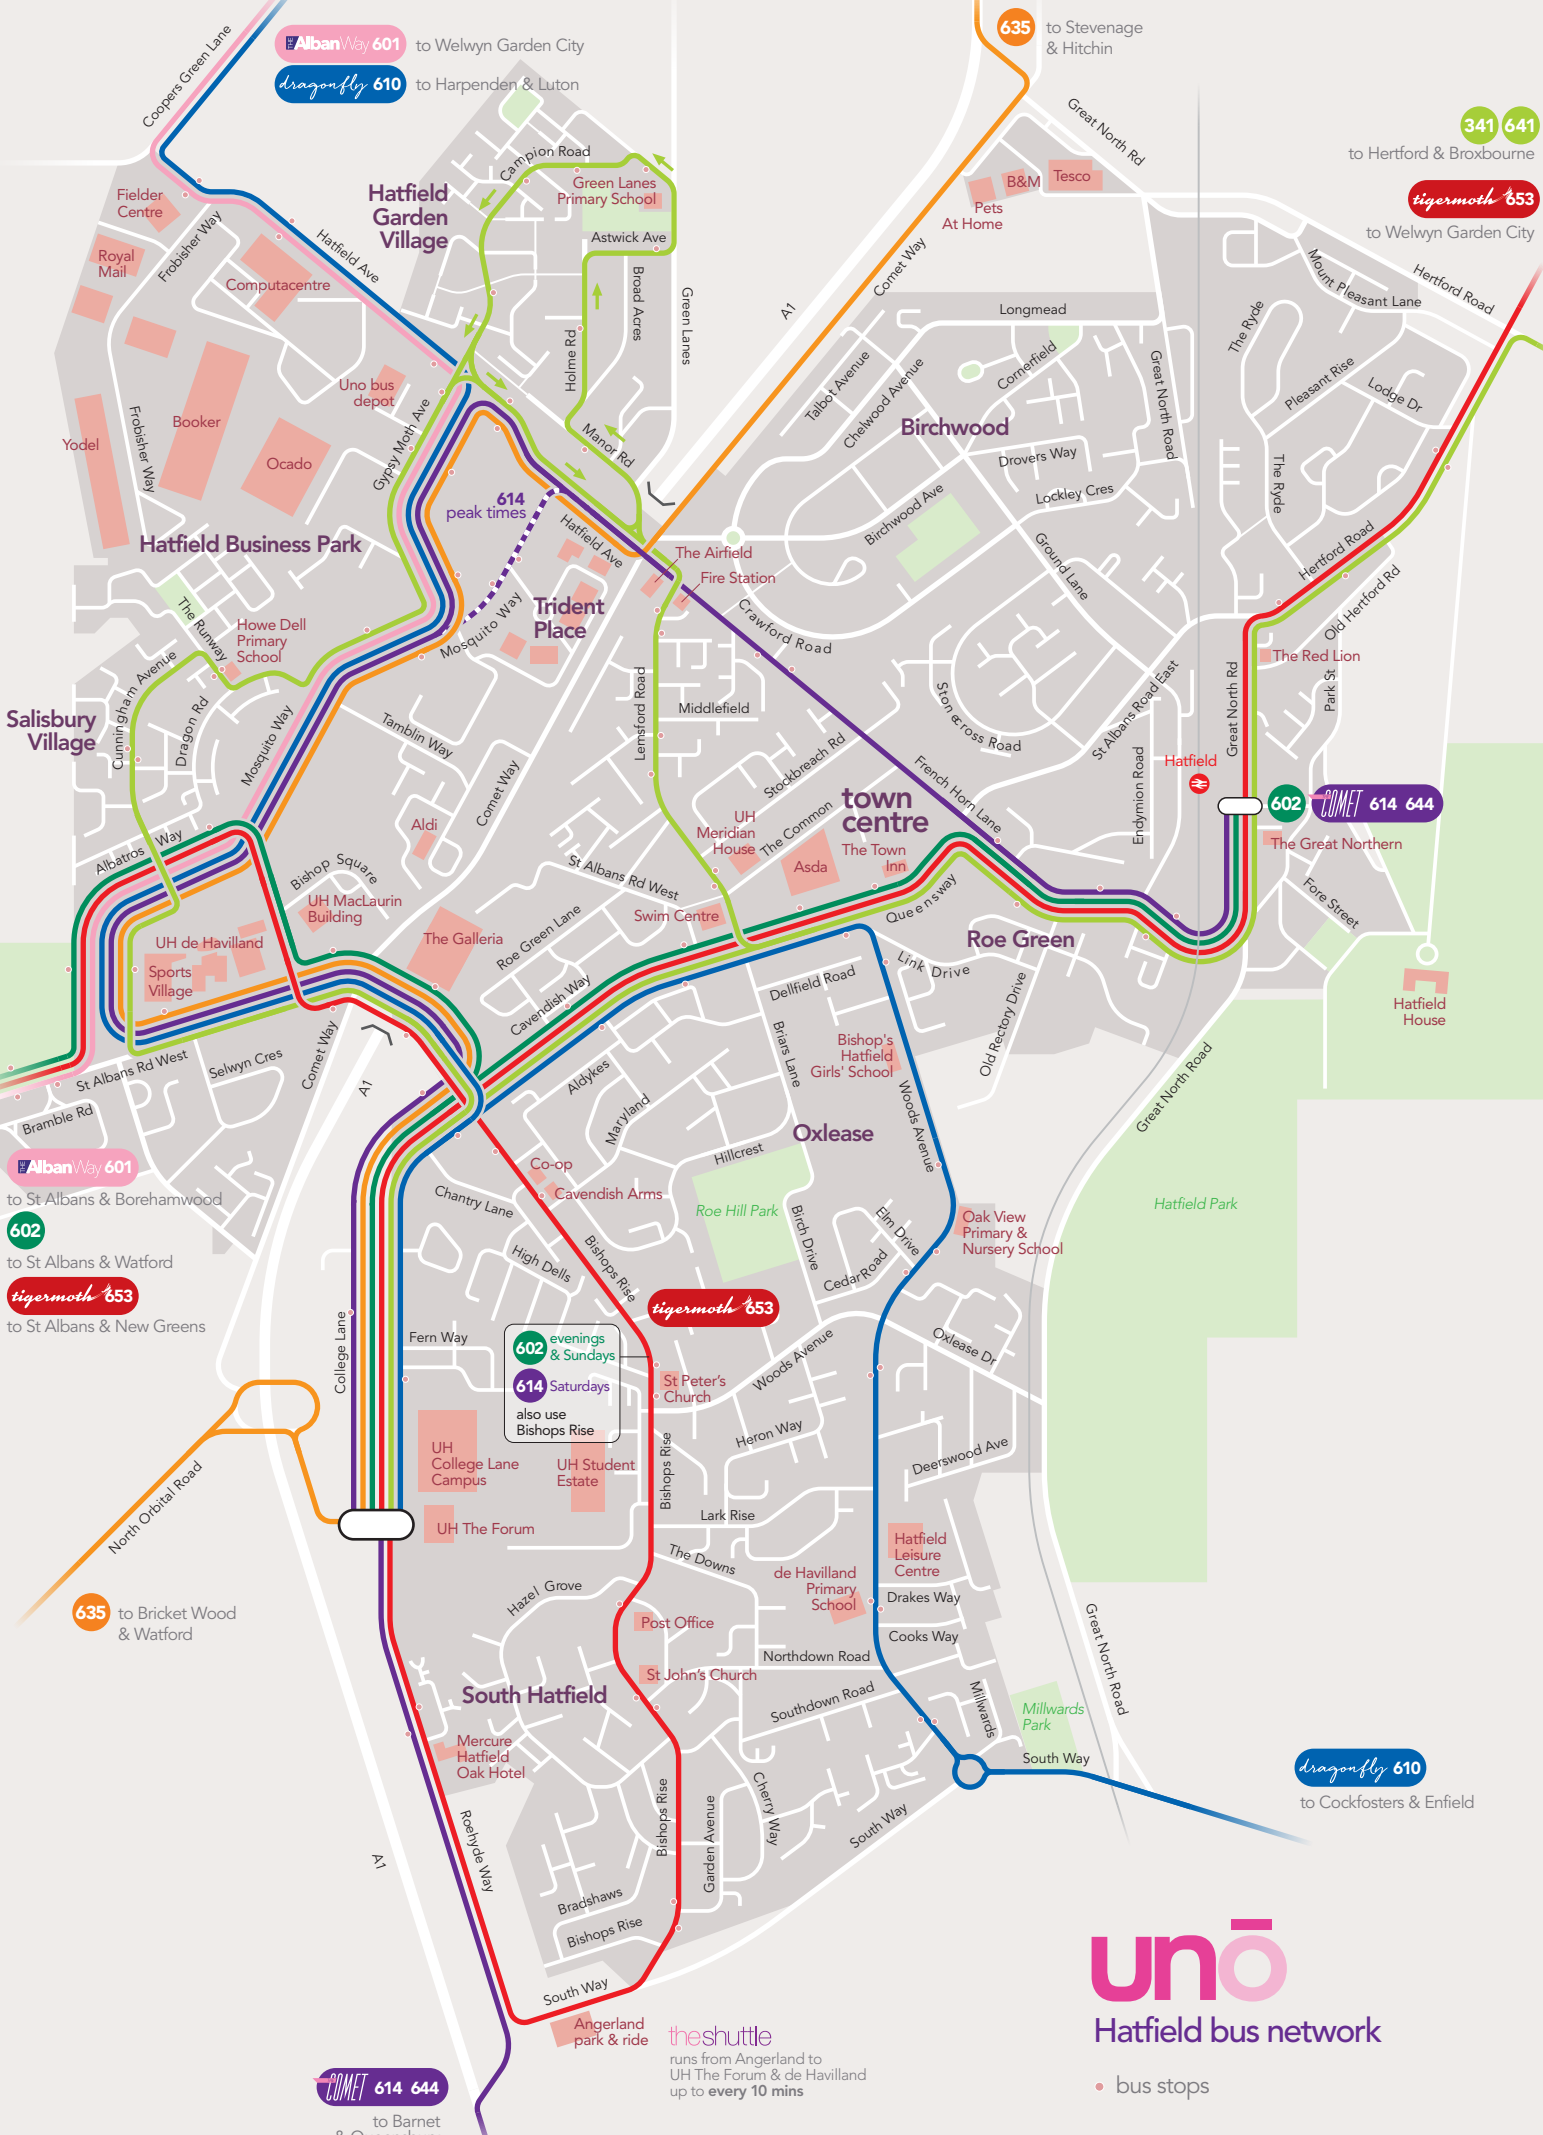 THE AlbanWay 601
to Welwyn Garden City
dragonfly 610
to Harpenden & Luton
635
to Stevenage
& Hitchin
341 641
to Hertford & Broxbourne
tigermoth 653
to Welwyn Garden City
Coopers Green Lane
Great North Rd
Campion Road
Green Lanes
Primary School
Hatfield
Garden
Village
Fielder
Centre
Frobisher Way
Royal
Mail
Computacentre
Hatfield Ave
Astwick Ave
Broad Acres
Green Lanes
Holme Rd
B&M
Tesco
Pets
At Home
Comet Way
A1
Longmead
Mount Pleasant Lane
Hertford Road
The Ryde
Pleasant Rise
Lodge Dr
Cornerfield
Great North Road
Talbot Avenue
Chelwood Avenue
Birchwood
Uno bus
depot
Gypsy Moth Ave
Booker
Yodel
Frobisher Way
Ocado
Manor Rd
Drovers Way
Lockley Cres
The Ryde
Birchwood Ave
614
peak times
Hatfield Ave
Hatfield Business Park
The Airfield
Fire Station
Ground Lane
Hertford Road
Old Hertford Rd
The Runway
Howe Dell
Primary
School
Trident
Place
Mosquito Way
Crawford Road
The Red Lion
Park St
Great North Rd
St Albans Road East
Stonecross Road
Cunningham Avenue
Salisbury
Village
Dragon Rd
Mosquito Way
Tamblin Way
Lemsford Road
Middlefield
Stockbreach Rd
French Horn Lane
Endymion Road
Hatfield
602
COMET 614 644
The Great Northern
Comet Way
Aldi
UH
Meridian
House
The Common
town
centre
Asda
The Town
Inn
Albatros Way
Bishop Square
UH MacLaurin
Building
St Albans Rd West
Swim Centre
Queensway
Fore Street
Roe Green
UH de Havilland
Sports
Village
The Galleria
Roe Green Lane
Link Drive
Dellfield Road
Old Rectory Drive
Hatfield
House
Cavendish Way
Comet Way
St Albans Rd West
Selwyn Cres
A1
Bramble Rd
Aldykes
Briars Lane
Bishop's
Hatfield
Girls' School
Woods Avenue
Great North Road
Maryland
Oxlease
Hillcrest
THE AlbanWay 601
to St Albans & Borehamwood
602
to St Albans & Watford
tigermoth 653
to St Albans & New Greens
Co-op
Cavendish Arms
Chantry Lane
High Dells
Bishops Rise
Roe Hill Park
Birch Drive
Elm Drive
Cedar Road
Oak View
Primary &
Nursery School
Hatfield Park
tigermoth 653
College Lane
Fern Way
602 evenings
& Sundays
614 Saturdays
also use
Bishops Rise
St Peter's
Church
Woods Avenue
Oxlease Dr
Heron Way
Deerswood Ave
UH
College Lane
Campus
UH Student
Estate
Bishops Rise
North Orbital Road
UH The Forum
Lark Rise
The Downs
Hatfield
Leisure
Centre
de Havilland
Primary
School
Drakes Way
Cooks Way
635
to Bricket Wood
& Watford
Hazel Grove
Post Office
St John's Church
Northdown Road
Southdown Road
Great North Road
South Hatfield
Millwards
Millwards
Park
Mercure
Hatfield
Oak Hotel
South Way
dragonfly 610
to Cockfosters & Enfield
Roehyde Way
A1
Bishops Rise
Garden Avenue
Cherry Way
South Way
Bradshaws
Bishops Rise
South Way
Angerland
park & ride
theshuttle
runs from Angerland to
UH The Forum & de Havilland
up to every 10 mins
COMET 614 644
to Barnet
uno
Hatfield bus network
bus stops